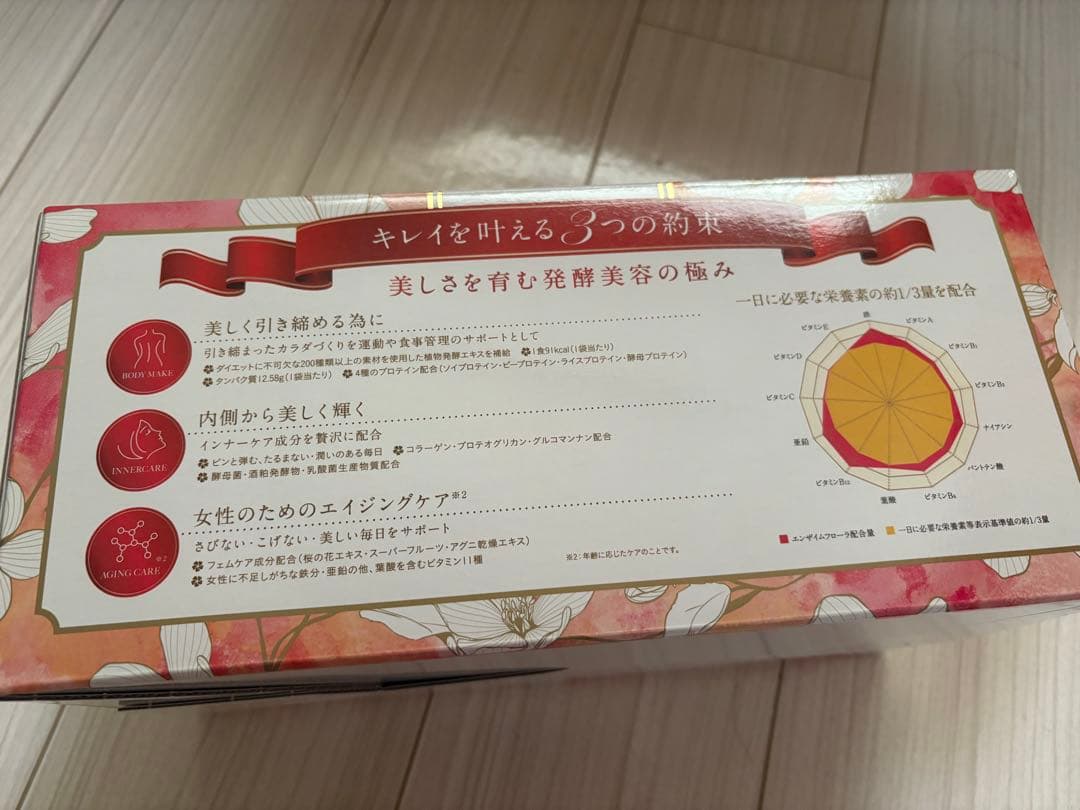 キレイを叶える3つの約束
美しさを育む発酵美容の極み
BODY MAKE
美しく引き締める為に
引き締まったカラダづくりを運動や食事管理のサポートとして
ダイエットに不可欠な200種類以上の素材を使用した植物発酵エキスを補給 1食91kcal(1袋当たり)
タンパク質12.58g(1袋当たり) 4種のプロテイン配合(ソイプロテイン・ピープロテイン・ライスプロテイン・酵母プロテイン)
INNERCARE
内側から美しく輝く
インナーケア成分を贅沢に配合
ピンと弾む、たるまない・潤いのある毎日 コラーゲン・プロテオグリカン・グルコマンナン配合
酵母菌・酒粕発酵物・乳酸菌生産物質配合
AGING CARE ※2
女性のためのエイジングケア※2
さびない・こげない・美しい毎日をサポート
フェムケア成分配合(桜の花エキス・スーパーフルーツ・アグニ乾燥エキス)
女性に不足しがちな鉄分・亜鉛の他、葉酸を含むビタミン11種
※2:年齢に応じたケアのことです。
一日に必要な栄養素の約1/3量を配合
鉄
ビタミンA
ビタミンB1
ビタミンB2
ナイアシン
パントテン酸
ビタミンB6
葉酸
ビタミンB12
亜鉛
ビタミンC
ビタミンD
ビタミンE
エンザイムフローラ配合量
一日に必要な栄養素等表示基準値の約1/3量